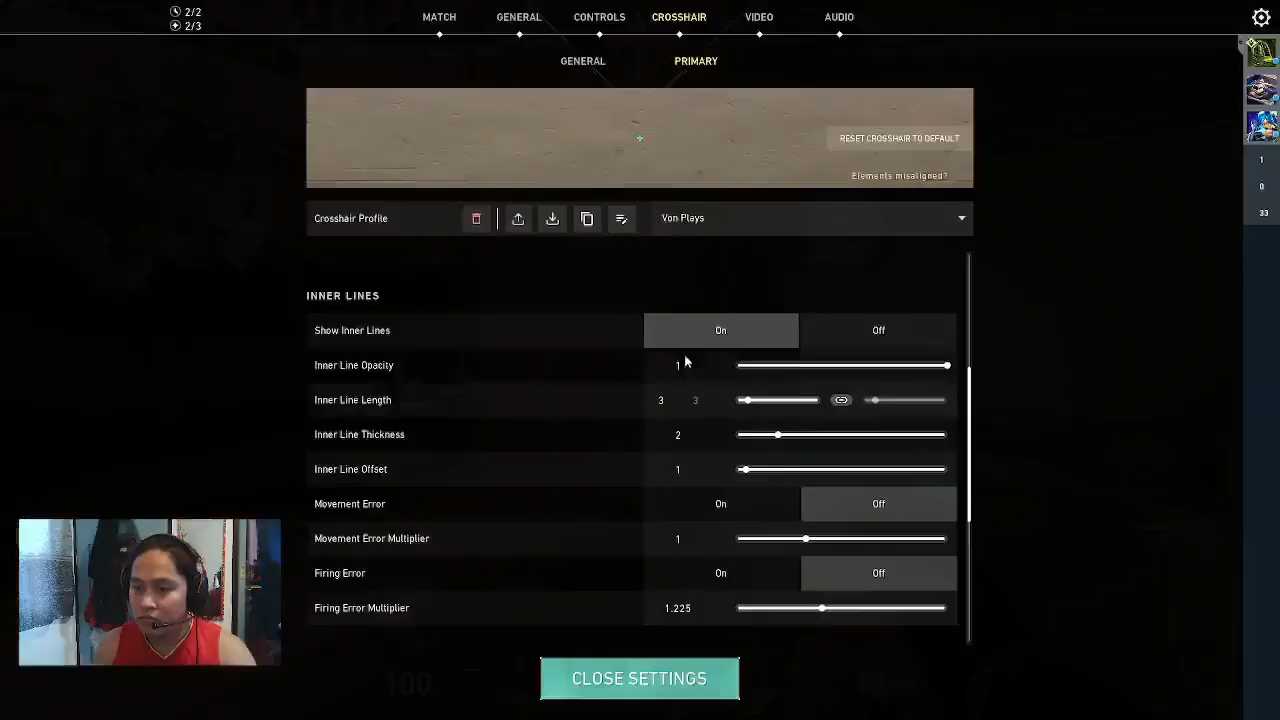 2/2
2/3
MATCH GENERAL CONTROLS CROSSHAIR VIDEO AUDIO
GENERAL PRIMARY
RESET CROSSHAIR TO DEFAULT
Elements misaligned?
Crosshair Profile Von Plays
INNER LINES
Show Inner Lines On Off
Inner Line Opacity 1
Inner Line Length 3 3
Inner Line Thickness 2
Inner Line Offset 1
Movement Error On Off
Movement Error Multiplier 1
Firing Error On Off
Firing Error Multiplier 1.225
CLOSE SETTINGS
100
1
0
33